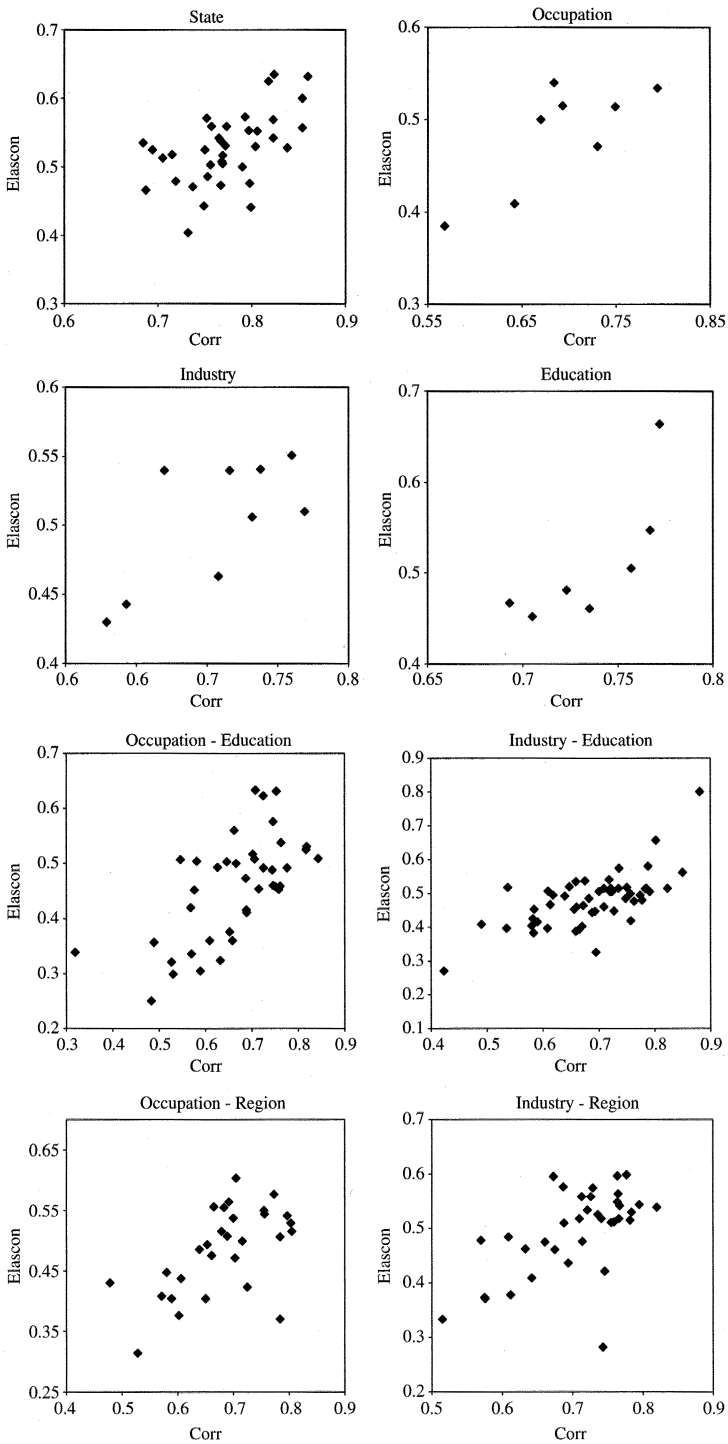 State
0.7
0.6
0.5
0.4
0.3
Elascon
0.6 0.7 0.8 0.9
Corr
Occupation
0.6
0.5
0.4
0.3
Elascon
0.55 0.65 0.75 0.85
Corr
Industry
0.6
0.55
0.5
0.45
0.4
Elascon
0.6 0.6 0.7 0.7 0.8
Corr
Education
0.7
0.6
0.5
0.4
Elascon
0.65 0.7 0.75 0.8
Corr
Occupation - Education
0.7
0.6
0.5
0.4
0.3
0.2
Elascon
0.3 0.4 0.5 0.6 0.7 0.8 0.9
Corr
Industry - Education
0.9
0.8
0.7
0.6
0.5
0.4
0.3
0.2
0.1
Elascon
0.4 0.5 0.6 0.7 0.8 0.9
Corr
Occupation - Region
0.65
0.55
0.45
0.35
0.25
Elascon
0.4 0.5 0.6 0.7 0.8 0.9
Corr
Industry - Region
0.7
0.6
0.5
0.4
0.3
0.2
Elascon
0.5 0.6 0.7 0.8 0.9
Corr